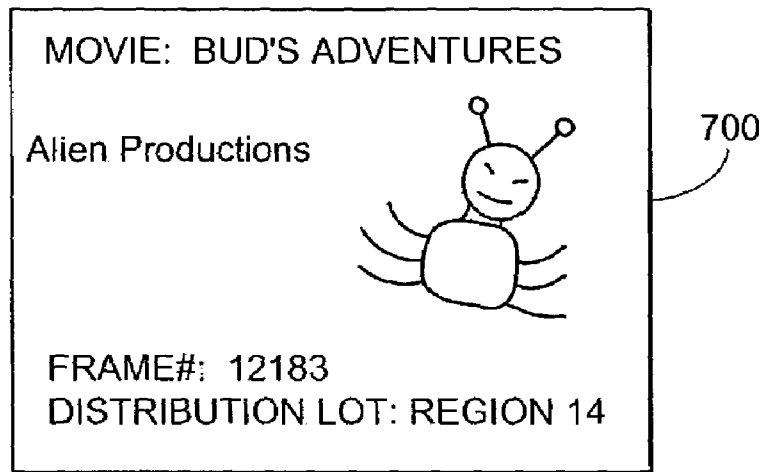 MOVIE: BUD'S ADVENTURES
Alien Productions
700
FRAME#: 12183
DISTRIBUTION LOT: REGION 14